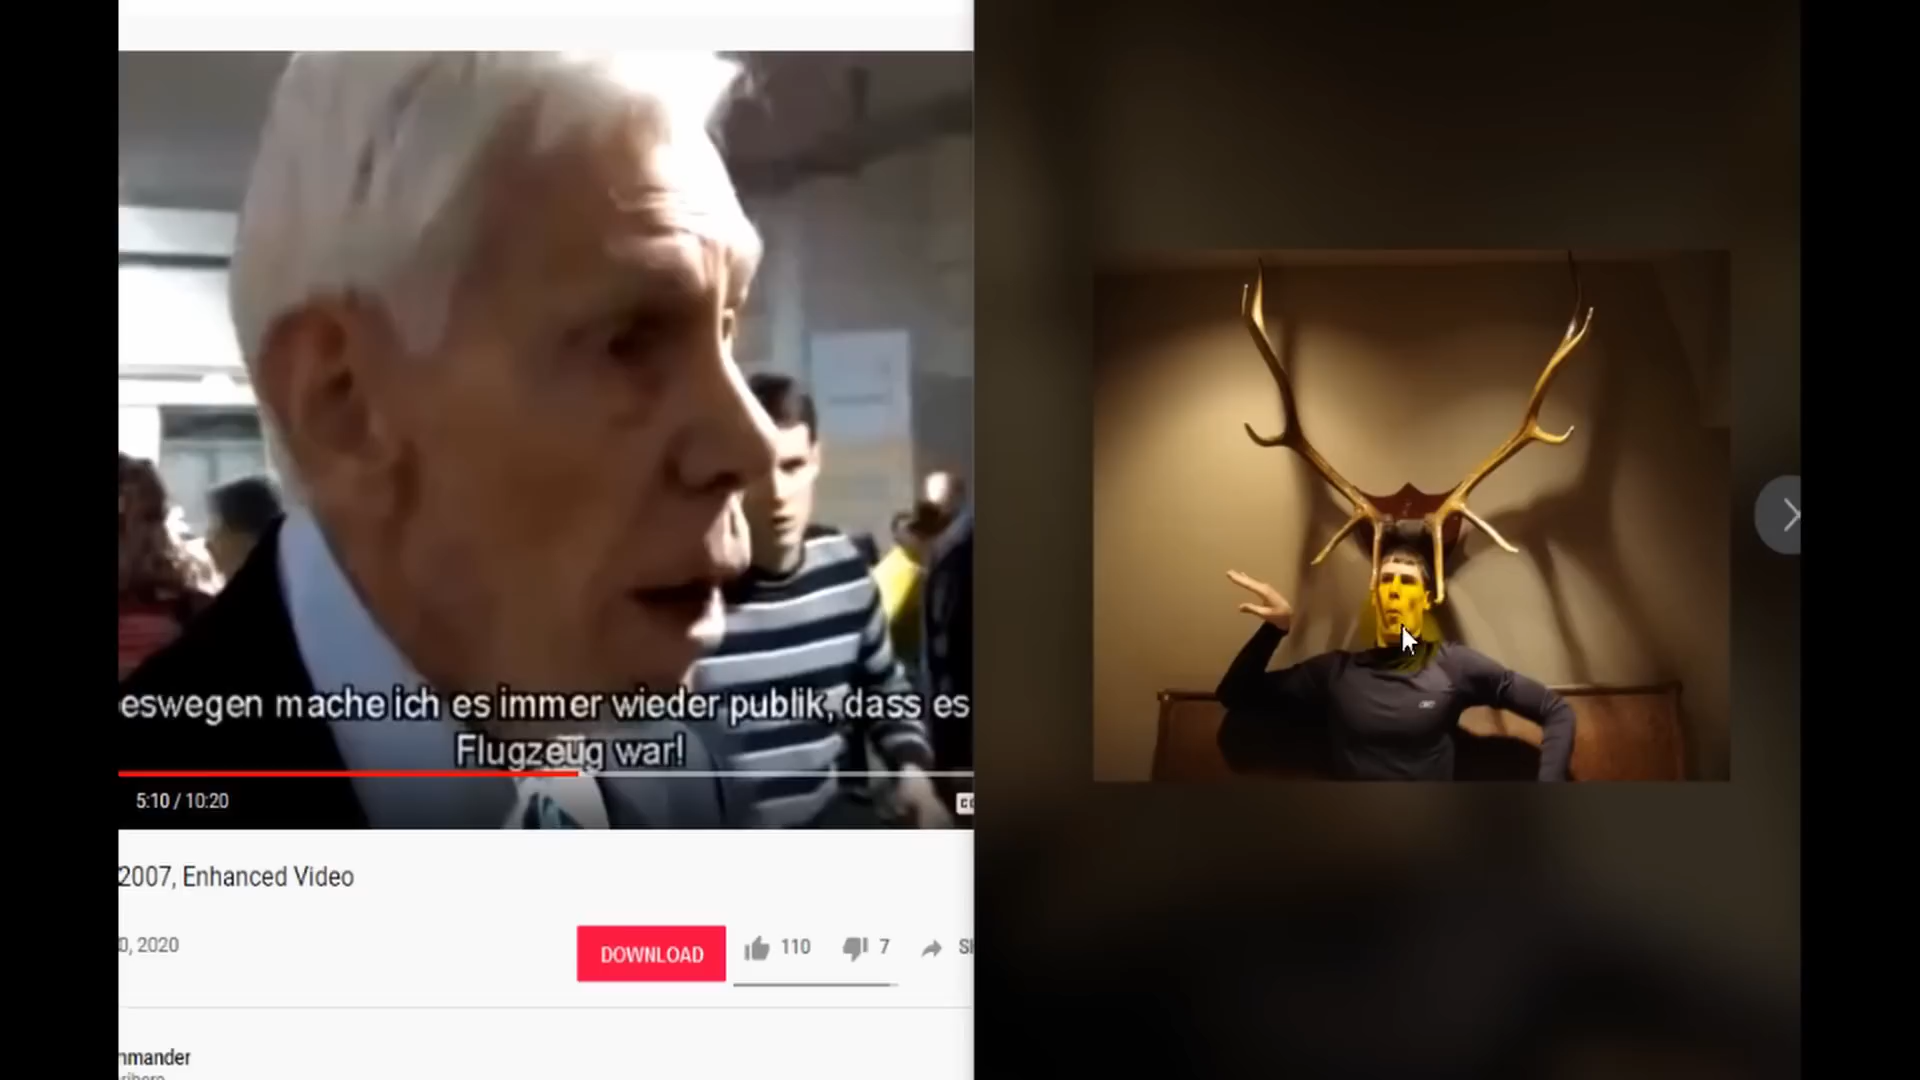 eswegen mache ich es immer wieder publik, dass es
Flugzeug war!
5:10 / 10:20
2007, Enhanced Video
0, 2020
DOWNLOAD
110
7
nmander